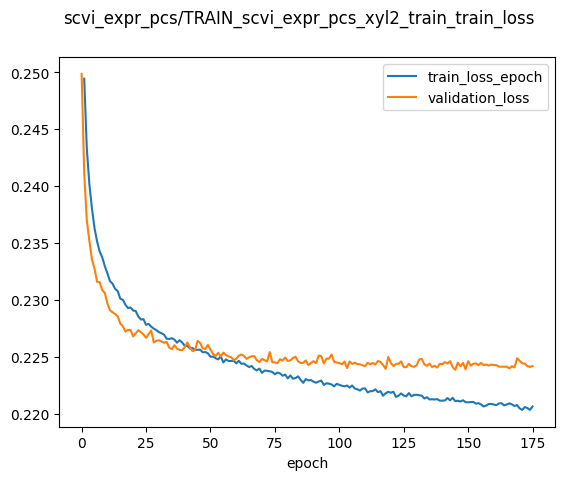 scvi_expr_pcs/TRAIN_scvi_expr_pcs_xyl2_train_train_loss
train_loss_epoch
validation_loss
0.250
0.245
0.240
0.235
0.230
0.225
0.220
0 25 50 75 100 125 150 175
epoch